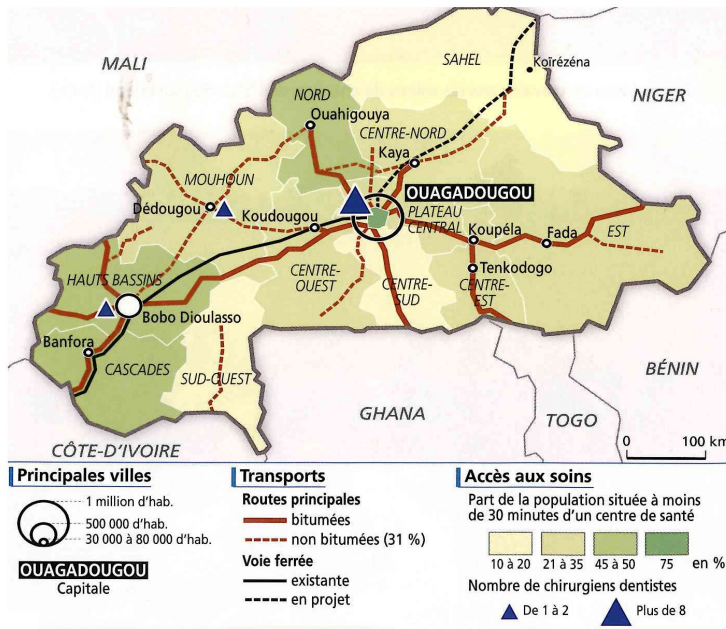 MALI
SAHEL
Koîrézéna
NIGER
NORD
Ouahigouya
CENTRE-NORD
Kaya
MOUHOUN
OUAGADOUGOU
Dédougou
Koudougou
PLATEAU
CENTRAL
Koupéla
Fada
EST
HAUTS BASSINS
CENTRE-
OUEST
CENTRE-
SUD
Tenkodogo
CENTRE-
EST
Bobo Dioulasso
Banfora
CASCADES
SUD-OUEST
BÉNIN
GHANA
TOGO
CÔTE-D'IVOIRE
0 100 km
Principales villes
1 million d'hab.
500 000 d'hab.
30 000 à 80 000 d'hab.
OUAGADOUGOU
Capitale
Transports
Routes principales
bitumées
non bitumées (31 %)
Voie ferrée
existante
en projet
Accès aux soins
Part de la population située à moins
de 30 minutes d'un centre de santé
10 à 20 21 à 35 45 à 50 75 en %
Nombre de chirurgiens dentistes
De 1 à 2 Plus de 8